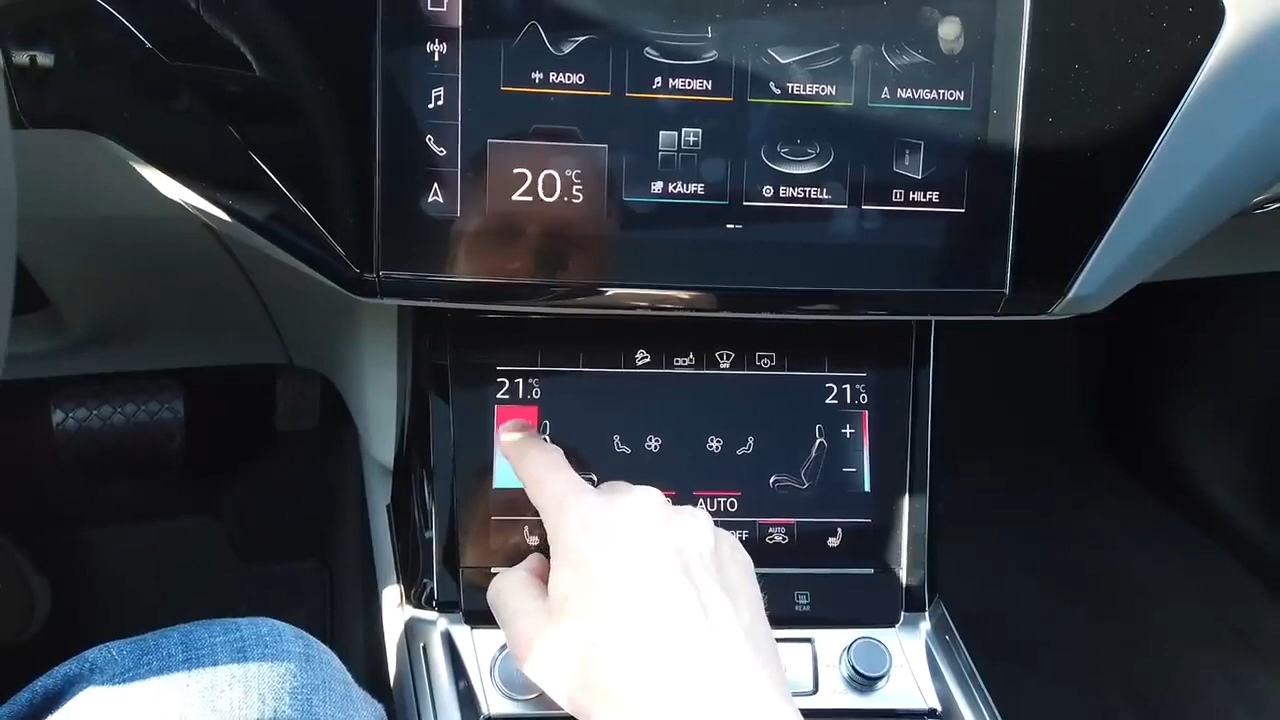 RADIO
MEDIEN
TELEFON
NAVIGATION
20.5 °C
KÄUFE
EINSTELL.
HILFE
OFF
21.0 °C
21.0 °C
+
−
AUTO
OFF
AUTO
REAR